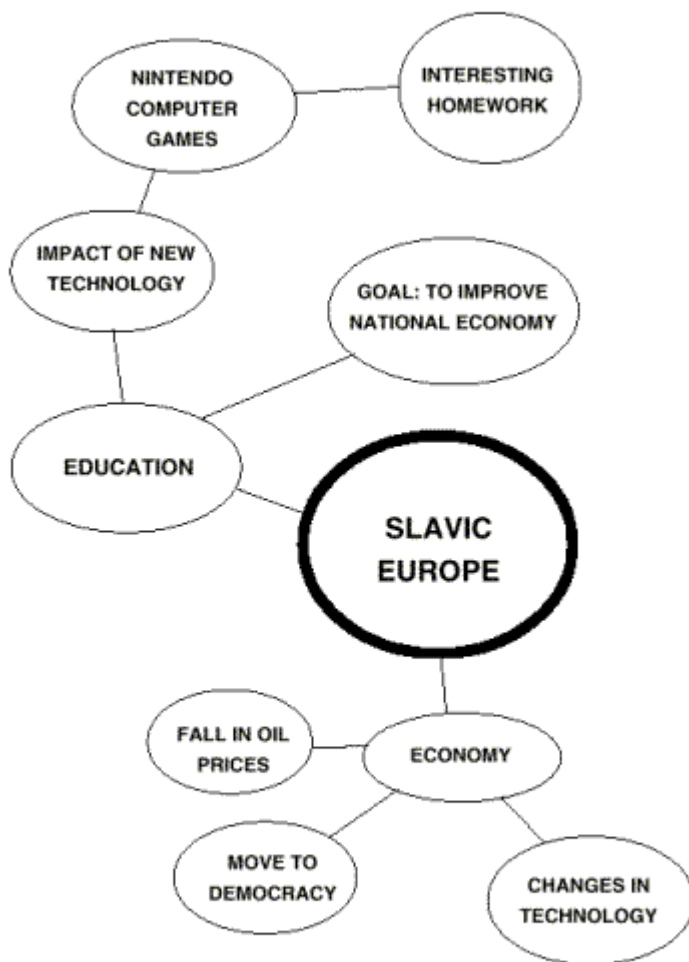 NINTENDO
COMPUTER
GAMES
INTERESTING
HOMEWORK
IMPACT OF NEW
TECHNOLOGY
GOAL: TO IMPROVE
NATIONAL ECONOMY
EDUCATION
SLAVIC
EUROPE
FALL IN OIL
PRICES
ECONOMY
MOVE TO
DEMOCRACY
CHANGES IN
TECHNOLOGY